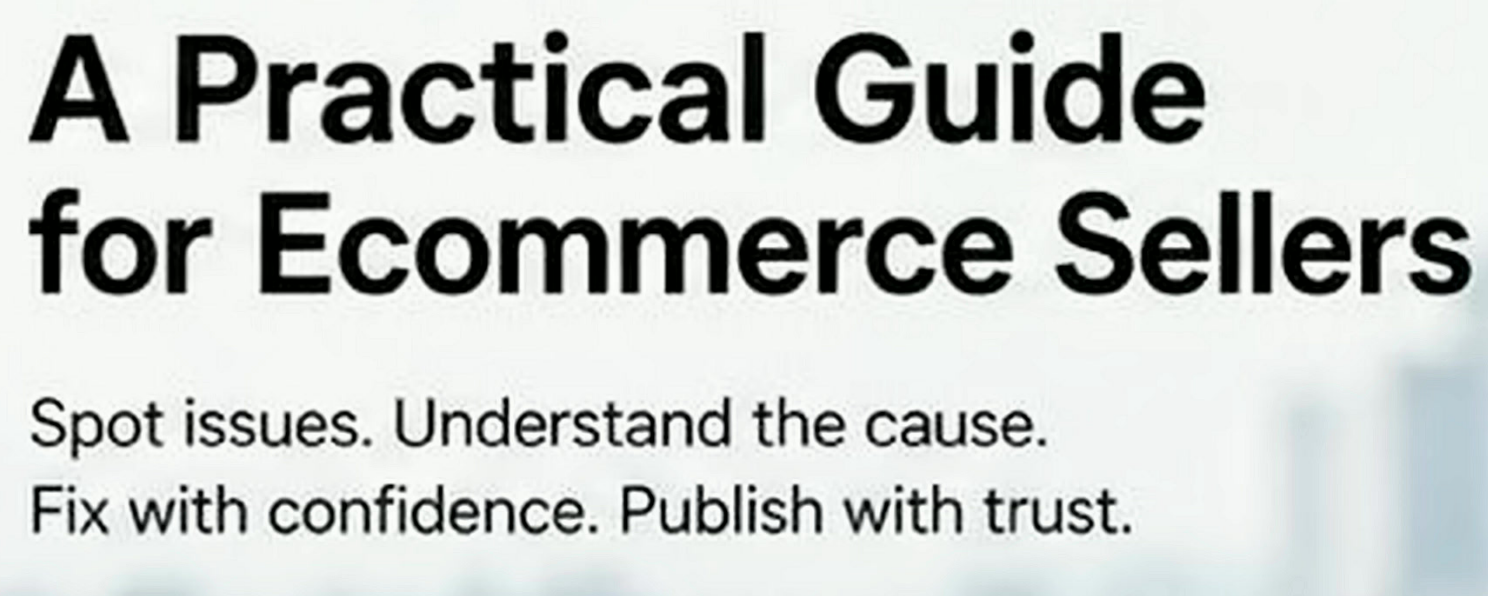 A Practical Guide
for Ecommerce Sellers
Spot issues. Understand the cause.
Fix with confidence. Publish with trust.